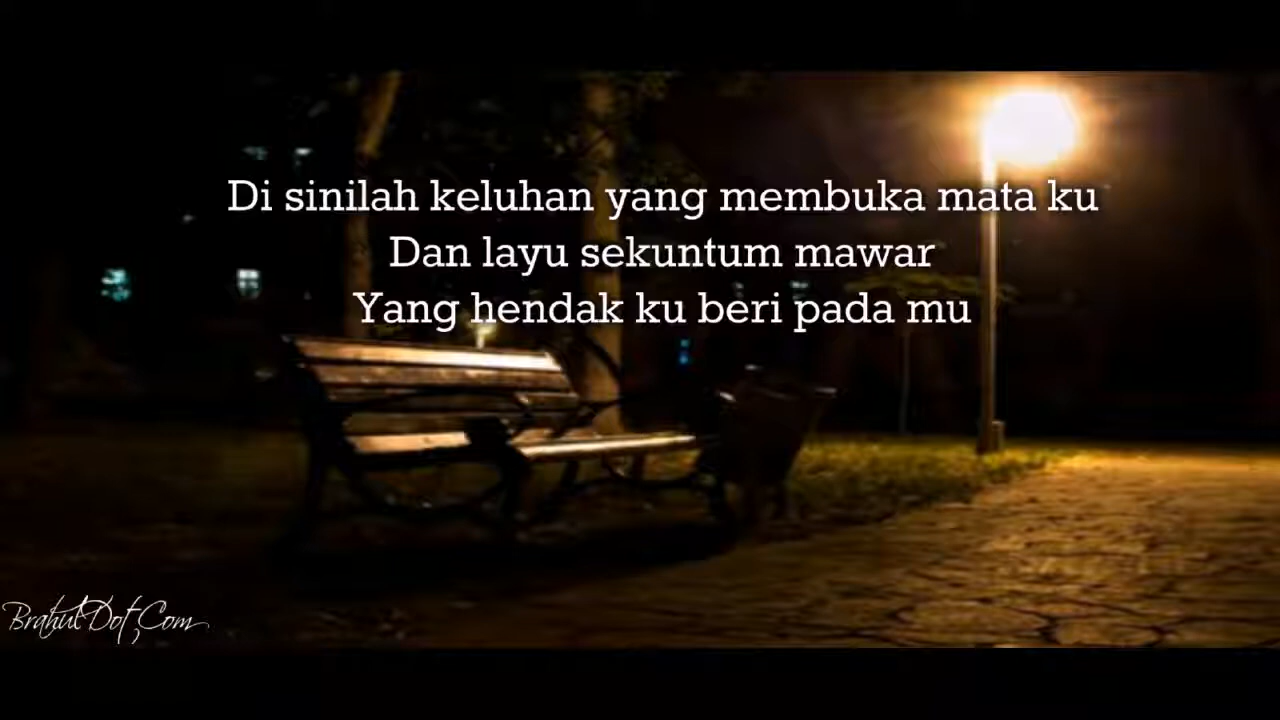 Di sinilah keluhan yang membuka mata ku
Dan layu sekuntum mawar
Yang hendak ku beri pada mu
BrahulDot,Com